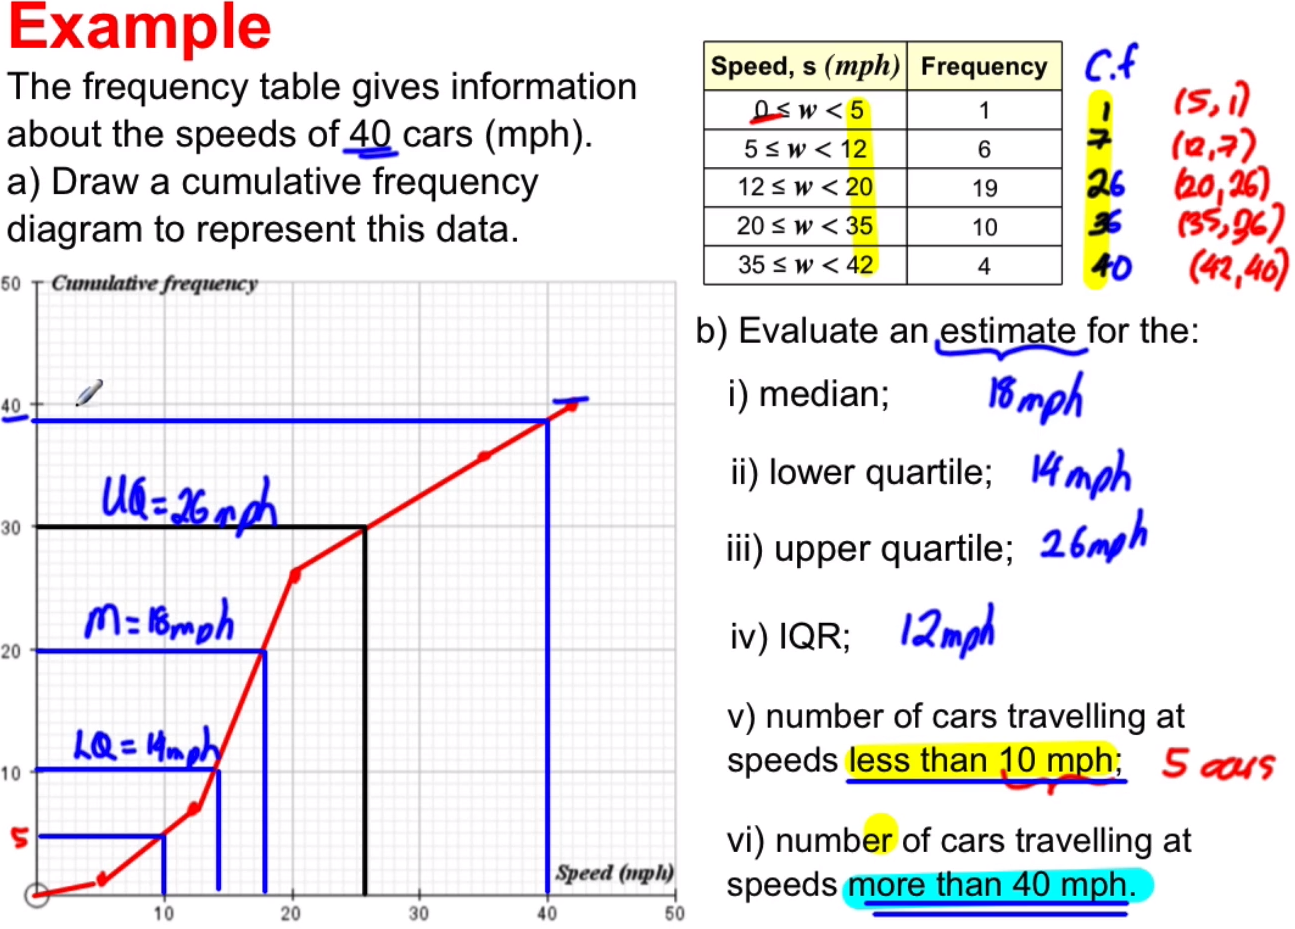 Example
The frequency table gives information
about the speeds of 40 cars (mph).
a) Draw a cumulative frequency
diagram to represent this data.
Speed, s (mph) Frequency C.f
0 ≤ w < 5 1 1 (5,1)
5 ≤ w < 12 6 7 (12,7)
12 ≤ w < 20 19 26 (20,26)
20 ≤ w < 35 10 36 (35,36)
35 ≤ w < 42 4 40 (42,40)
50 Cumulative frequency
40
UQ = 26mph
30
M = 18mph
20
LQ = 14mph
10
5
Speed (mph)
10 20 30 40 50
b) Evaluate an estimate for the:
i) median; 18mph
ii) lower quartile; 14mph
iii) upper quartile; 26mph
iv) IQR; 12mph
v) number of cars travelling at
speeds less than 10 mph; 5 cars
vi) number of cars travelling at
speeds more than 40 mph.